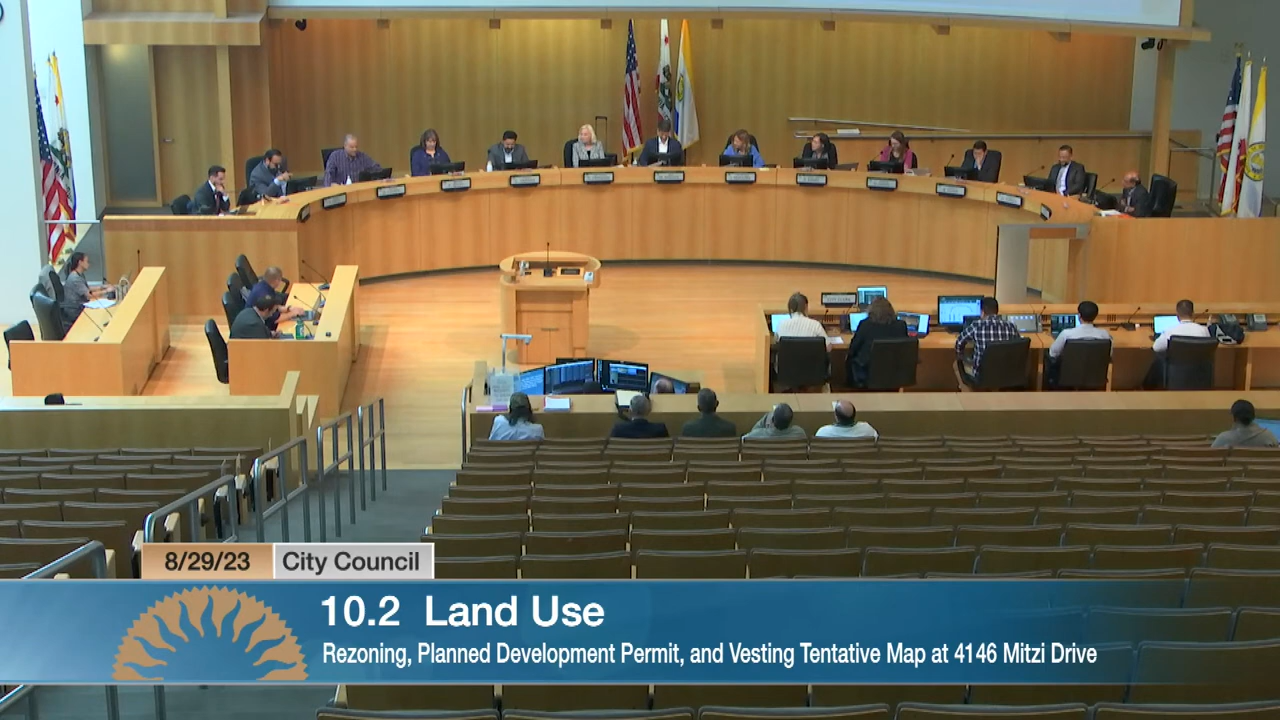 8/29/23 City Council
10.2 Land Use
Rezoning, Planned Development Permit, and Vesting Tentative Map at 4146 Mitzi Drive